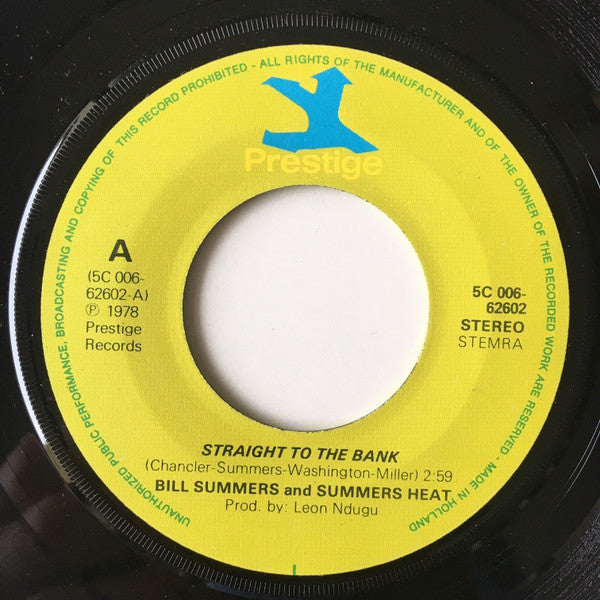 UNAUTHORIZED PUBLIC PERFORMANCE, BROADCASTING AND COPYING OF THIS RECORD PROHIBITED - ALL RIGHTS OF THE MANUFACTURER AND OF THE OWNER OF THE RECORDED WORK ARE RESERVED - MADE IN HOLLAND
Prestige
A
(5C 006-
62602-A)
℗ 1978
Prestige
Records
5C 006-
62602
STEREO
STEMRA
STRAIGHT TO THE BANK
(Chancler-Summers-Washington-Miller) 2:59
BILL SUMMERS and SUMMERS HEAT
Prod. by: Leon Ndugu